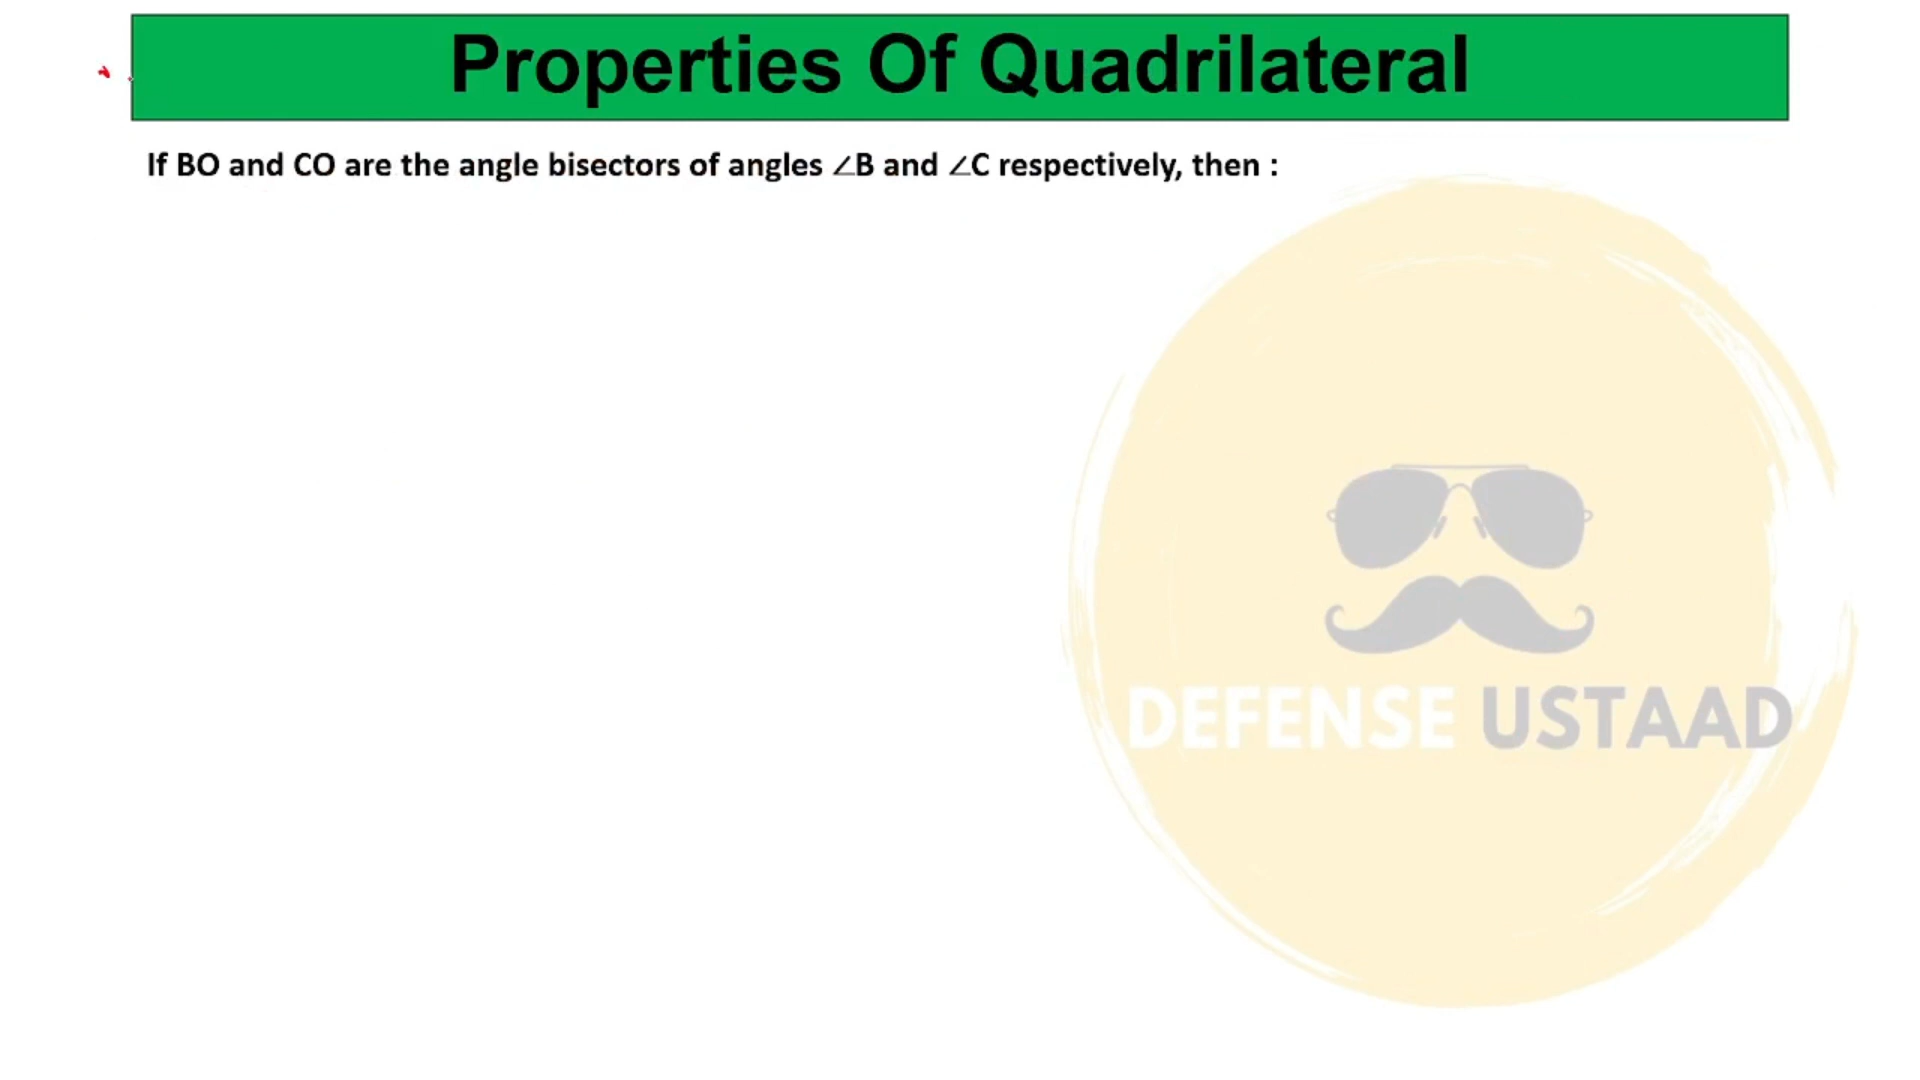 Properties Of Quadrilateral
If BO and CO are the angle bisectors of angles ∠B and ∠C respectively, then :
DEFENSE USTAAD